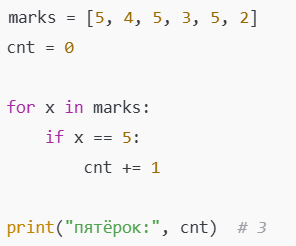 marks = [5, 4, 5, 3, 5, 2]
cnt = 0

for x in marks:
    if x == 5:
        cnt += 1

print("пятёрок:", cnt)  # 3